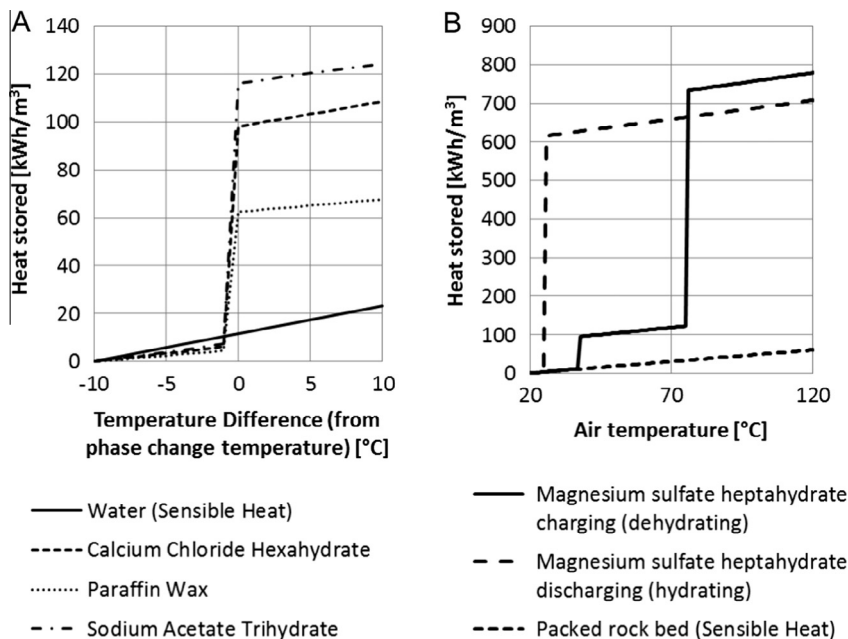 A
140
120
100
80
60
40
20
0
Heat stored [kWh/m³]
-10
-5
0
5
10
Temperature Difference (from
phase change temperature) [°C]
Water (Sensible Heat)
Calcium Chloride Hexahydrate
Paraffin Wax
Sodium Acetate Trihydrate
B
900
800
700
600
500
400
300
200
100
0
Heat stored [kWh/m³]
20
70
120
Air temperature [°C]
Magnesium sulfate heptahydrate
charging (dehydrating)
Magnesium sulfate heptahydrate
discharging (hydrating)
Packed rock bed (Sensible Heat)